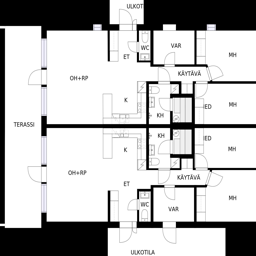 ULKOT
WC
VAR
ET
MH
KÄYTÄVÄ
OH+RP
K
MH
ED
KH
TERASSI
KH
ED
K
MH
OH+RP
KÄYTÄVÄ
ET
WC
MH
VAR
ULKOTILA